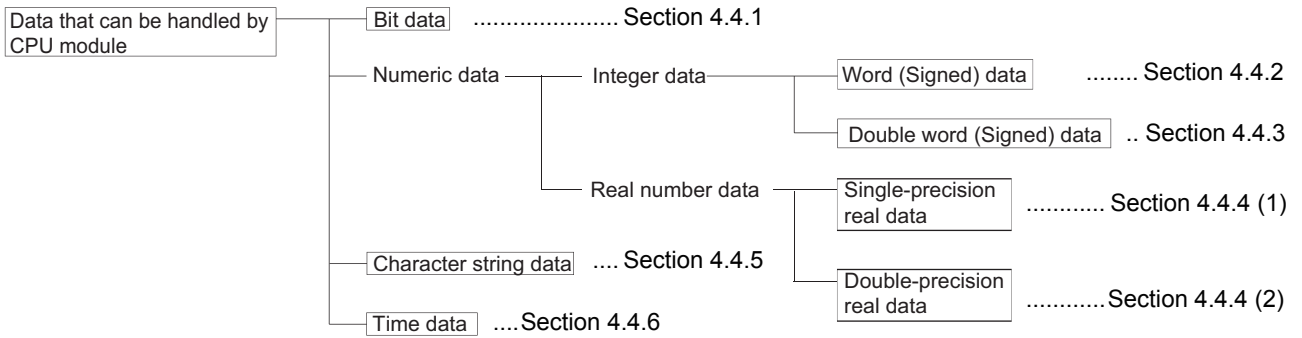 Data that can be handled by
CPU module
Bit data ...................... Section 4.4.1
Numeric data
Integer data
Word (Signed) data ........ Section 4.4.2
Double word (Signed) data .. Section 4.4.3
Real number data
Single-precision
real data ............ Section 4.4.4 (1)
Double-precision
real data ............Section 4.4.4 (2)
Character string data .... Section 4.4.5
Time data ....Section 4.4.6